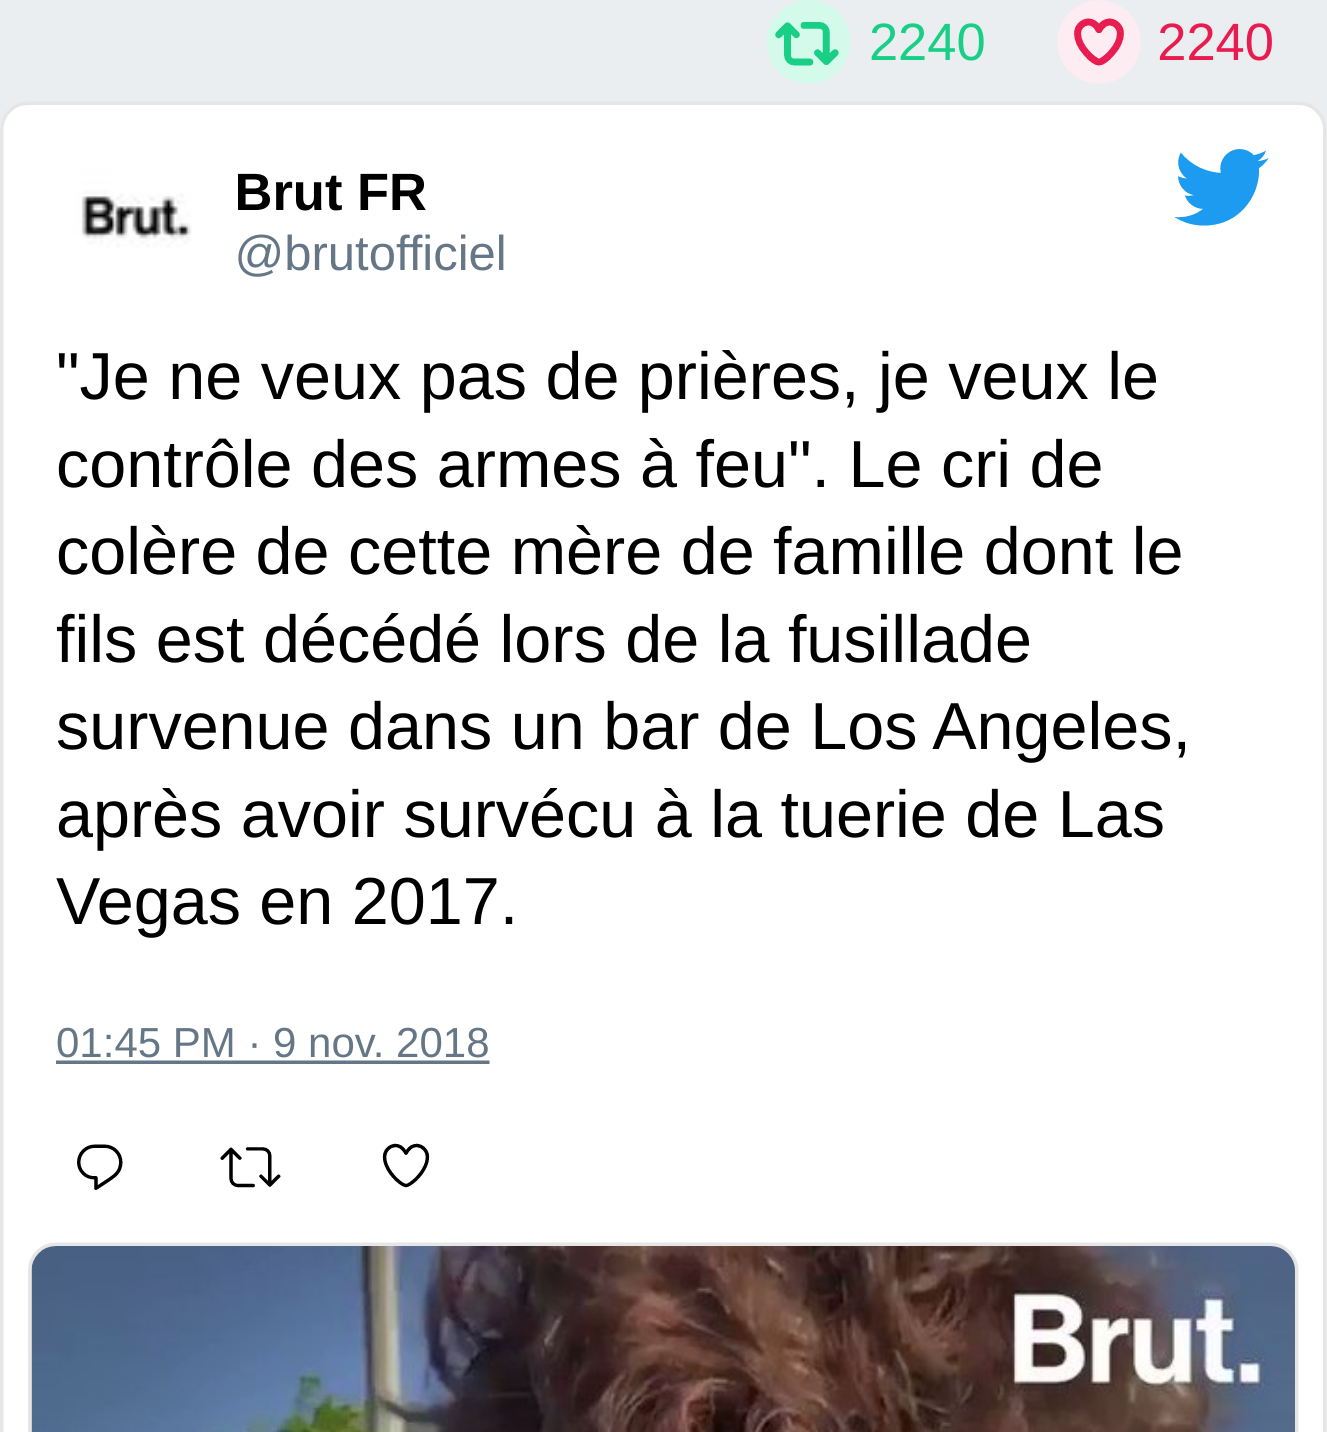 2240 2240
Brut.
Brut FR
@brutofficiel
"Je ne veux pas de prières, je veux le
contrôle des armes à feu". Le cri de
colère de cette mère de famille dont le
fils est décédé lors de la fusillade
survenue dans un bar de Los Angeles,
après avoir survécu à la tuerie de Las
Vegas en 2017.
01:45 PM · 9 nov. 2018
Brut.